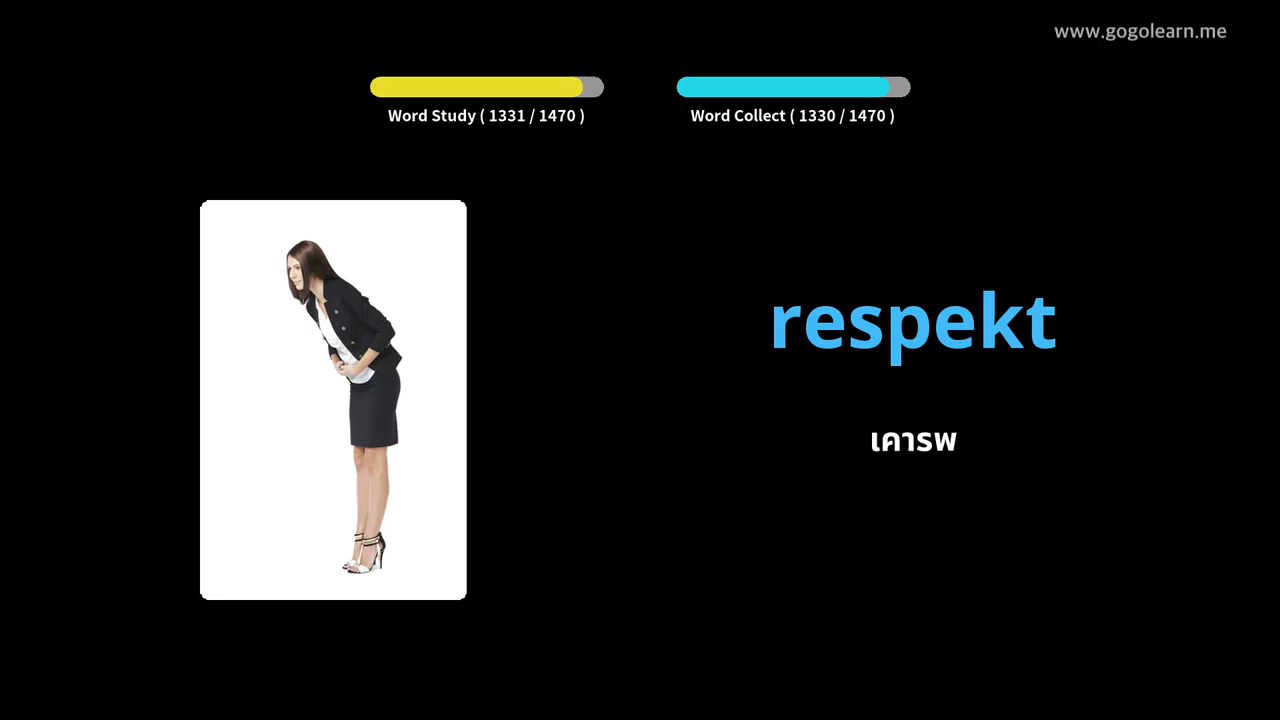 www.gogolearn.me
Word Study ( 1331 / 1470 )
Word Collect ( 1330 / 1470 )
respekt
เคารพ